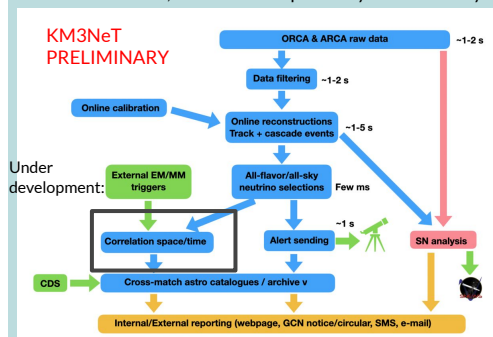 KM3NeT
PRELIMINARY
ORCA & ARCA raw data
~1-2 s
Data filtering
~1-2 s
Online calibration
Online reconstructions
Track + cascade events
~1-5 s
Under
development:
External EM/MM
triggers
All-flavor/all-sky
neutrino selections
Few ms
~1 s
Correlation space/time
Alert sending
SN analysis
CDS
Cross-match astro catalogues / archive ν
Internal/External reporting (webpage, GCN notice/circular, SMS, e-mail)